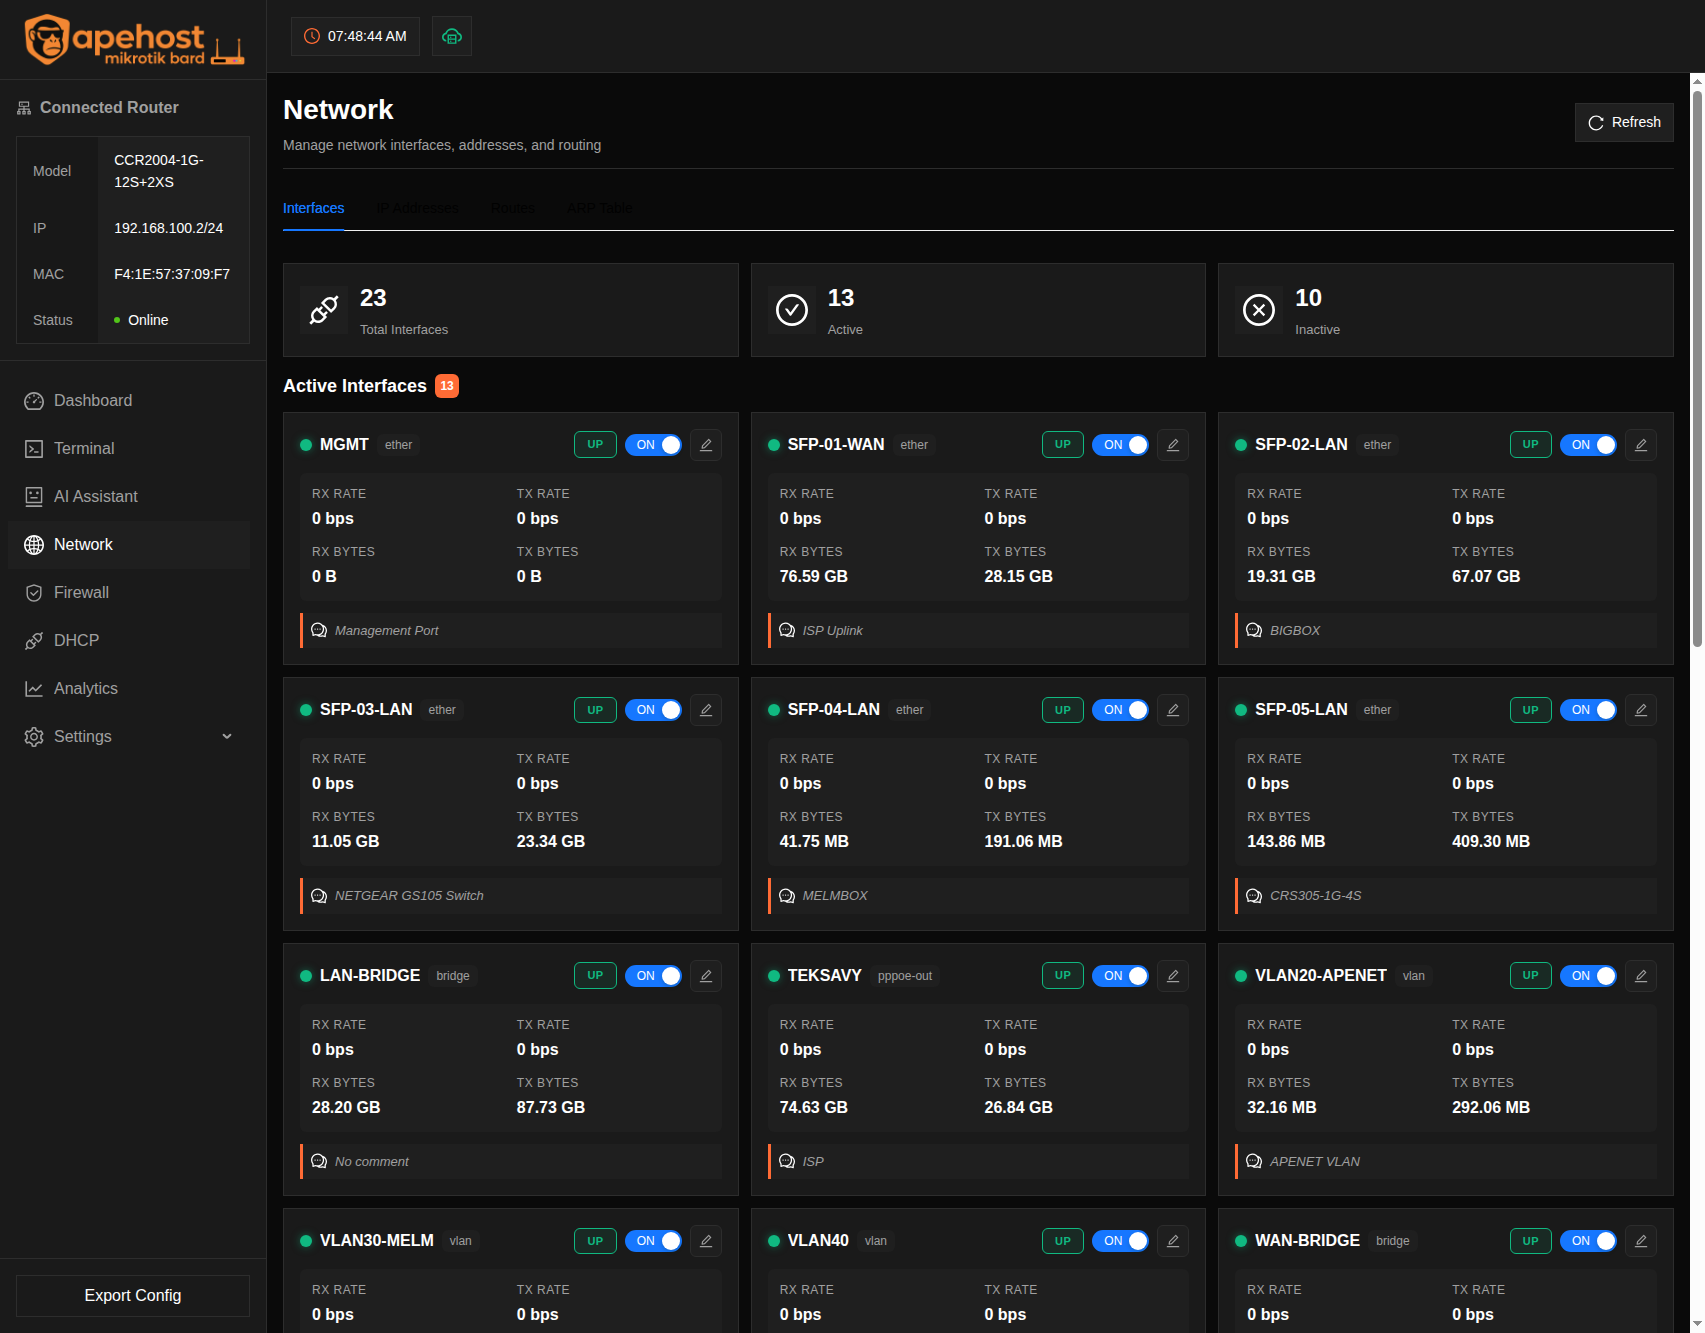 apehost
mikrotik bard
07:48:44 AM
Connected Router
Model
CCR2004-1G-
12S+2XS
IP
192.168.100.2/24
MAC
F4:1E:57:37:09:F7
Status
Online
Dashboard
Terminal
AI Assistant
Network
Firewall
DHCP
Analytics
Settings
Export Config
Network
Manage network interfaces, addresses, and routing
Refresh
Interfaces
IP Addresses
Routes
ARP Table
23
Total Interfaces
13
Active
10
Inactive
Active Interfaces 13
MGMT ether UP ON
RX RATE TX RATE
0 bps 0 bps
RX BYTES TX BYTES
0 B 0 B
Management Port
SFP-01-WAN ether UP ON
RX RATE TX RATE
0 bps 0 bps
RX BYTES TX BYTES
76.59 GB 28.15 GB
ISP Uplink
SFP-02-LAN ether UP ON
RX RATE TX RATE
0 bps 0 bps
RX BYTES TX BYTES
19.31 GB 67.07 GB
BIGBOX
SFP-03-LAN ether UP ON
RX RATE TX RATE
0 bps 0 bps
RX BYTES TX BYTES
11.05 GB 23.34 GB
NETGEAR GS105 Switch
SFP-04-LAN ether UP ON
RX RATE TX RATE
0 bps 0 bps
RX BYTES TX BYTES
41.75 MB 191.06 MB
MELMBOX
SFP-05-LAN ether UP ON
RX RATE TX RATE
0 bps 0 bps
RX BYTES TX BYTES
143.86 MB 409.30 MB
CRS305-1G-4S
LAN-BRIDGE bridge UP ON
RX RATE TX RATE
0 bps 0 bps
RX BYTES TX BYTES
28.20 GB 87.73 GB
No comment
TEKSAVY pppoe-out UP ON
RX RATE TX RATE
0 bps 0 bps
RX BYTES TX BYTES
74.63 GB 26.84 GB
ISP
VLAN20-APENET vlan UP ON
RX RATE TX RATE
0 bps 0 bps
RX BYTES TX BYTES
32.16 MB 292.06 MB
APENET VLAN
VLAN30-MELM vlan UP ON
RX RATE TX RATE
0 bps 0 bps
VLAN40 vlan UP ON
RX RATE TX RATE
0 bps 0 bps
WAN-BRIDGE bridge UP ON
RX RATE TX RATE
0 bps 0 bps